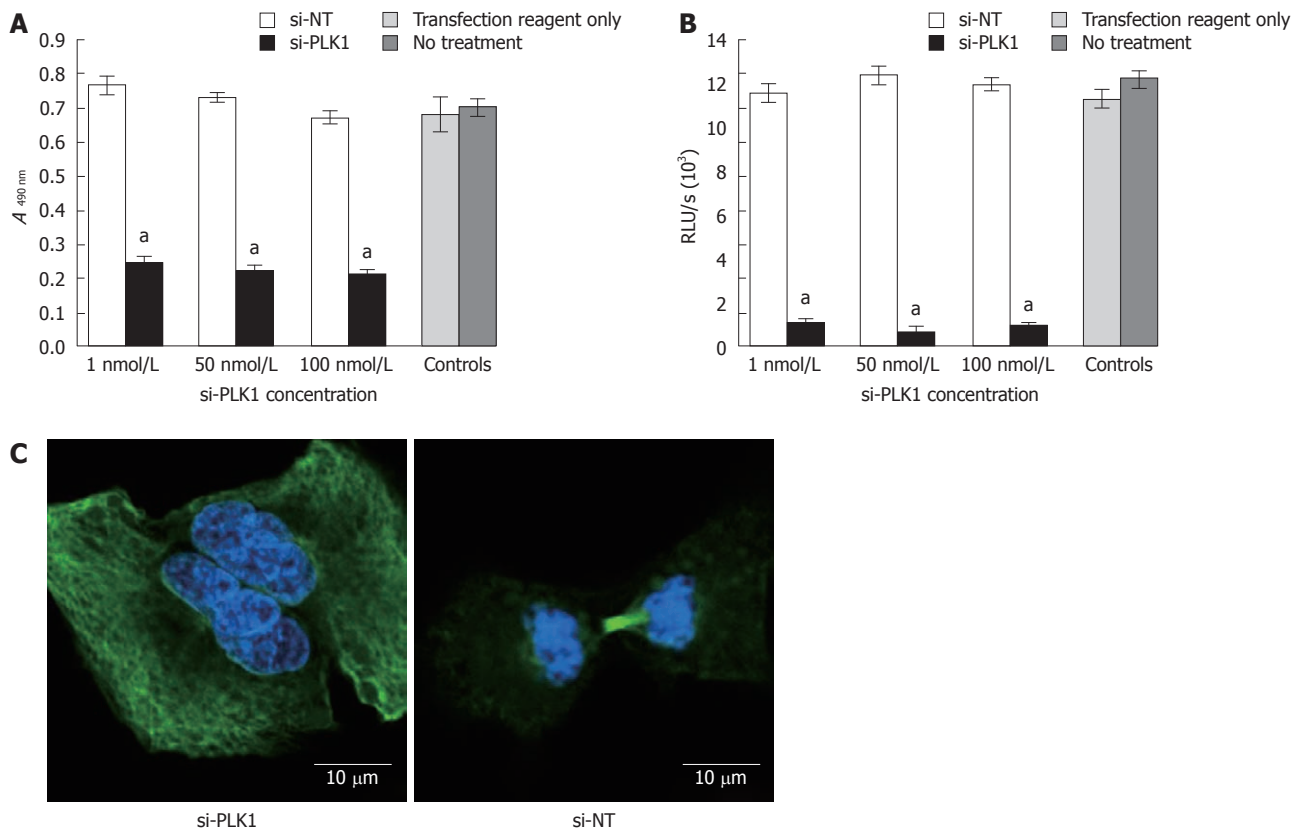 A
si-NT
si-PLK1
Transfection reagent only
No treatment
0.9
0.8
0.7
0.6
0.5
0.4
0.3
0.2
0.1
0.0
A 490 nm
a
a
a
1 nmol/L 50 nmol/L 100 nmol/L Controls
si-PLK1 concentration
B
si-NT
si-PLK1
Transfection reagent only
No treatment
14
12
10
8
6
4
2
0
RLU/s (10³)
a
a
a
1 nmol/L 50 nmol/L 100 nmol/L Controls
si-PLK1 concentration
C
10 μm
10 μm
si-PLK1
si-NT